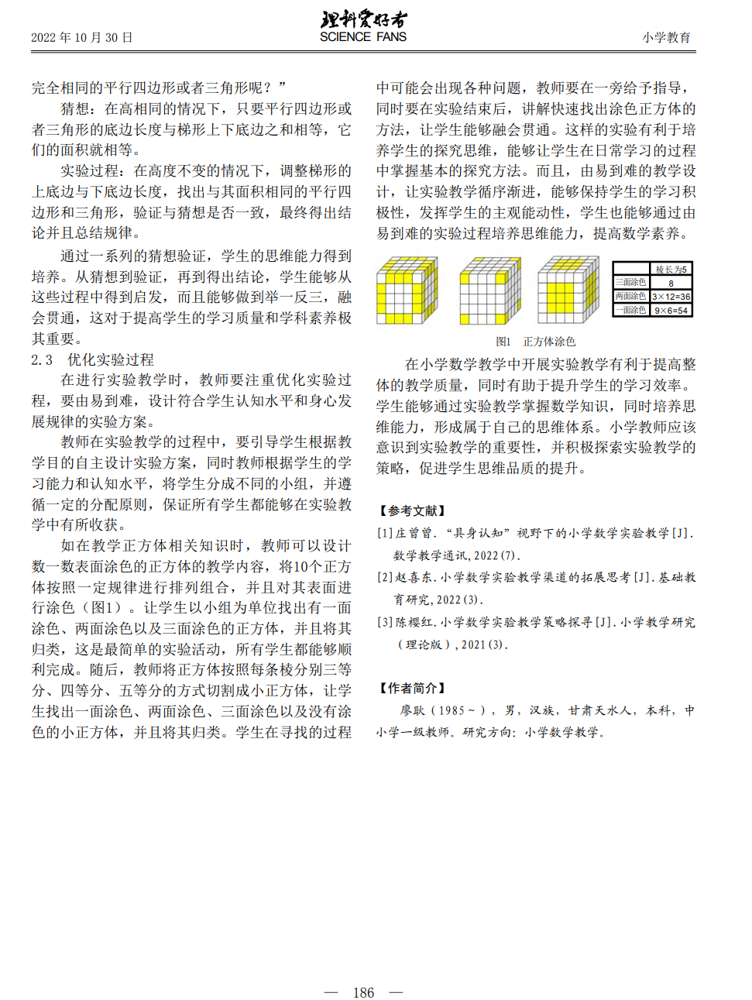 理科爱好者
SCIENCE FANS
2022 年 10 月 30 日
小学教育
完全相同的平行四边形或者三角形呢？”
猜想：在高相同的情况下，只要平行四边形或
者三角形的底边长度与梯形上下底边之和相等，它
们的面积就相等。
实验过程：在高度不变的情况下，调整梯形的
上底边与下底边长度，找出与其面积相同的平行四
边形和三角形，验证与猜想是否一致，最终得出结
论并且总结规律。
通过一系列的猜想验证，学生的思维能力得到
培养。从猜想到验证，再到得出结论，学生能够从
这些过程中得到启发，而且能够做到举一反三，融
会贯通，这对于提高学生的学习质量和学科素养极
其重要。
2.3 优化实验过程
在进行实验教学时，教师要注重优化实验过
程，要由易到难，设计符合学生认知水平和身心发
展规律的实验方案。
教师在实验教学的过程中，要引导学生根据教
学目的自主设计实验方案，同时教师根据学生的学
习能力和认知水平，将学生分成不同的小组，并遵
循一定的分配原则，保证所有学生都能够在实验教
学中有所收获。
如在教学正方体相关知识时，教师可以设计
数一数表面涂色的正方体的教学内容，将10个正方
体按照一定规律进行排列组合，并且对其表面进
行涂色（图1）。让学生以小组为单位找出有一面
涂色、两面涂色以及三面涂色的正方体，并且将其
归类，这是最简单的实验活动，所有学生都能够顺
利完成。随后，教师将正方体按照每条棱分别三等
分、四等分、五等分的方式切割成小正方体，让学
生找出一面涂色、两面涂色、三面涂色以及没有涂
色的小正方体，并且将其归类。学生在寻找的过程
中可能会出现各种问题，教师要在一旁给予指导，
同时要在实验结束后，讲解快速找出涂色正方体的
方法，让学生能够融会贯通。这样的实验有利于培
养学生的探究思维，能够让学生在日常学习的过程
中掌握基本的探究方法。而且，由易到难的教学设
计，让实验教学循序渐进，能够保持学生的学习积
极性，发挥学生的主观能动性，学生也能够通过由
易到难的实验过程培养思维能力，提高数学素养。
棱长为5
三面涂色 8
两面涂色 3×12=36
一面涂色 9×6=54
图1 正方体涂色
在小学数学教学中开展实验教学有利于提高整
体的教学质量，同时有助于提升学生的学习效率。
学生能够通过实验教学掌握数学知识，同时培养思
维能力，形成属于自己的思维体系。小学教师应该
意识到实验教学的重要性，并积极探索实验教学的
策略，促进学生思维品质的提升。
【参考文献】
[1]庄曾曾．“具身认知”视野下的小学数学实验教学[J]．
数学教学通讯,2022(7)．
[2]赵喜东.小学数学实验教学渠道的拓展思考[J].基础教
育研究,2022(3)．
[3]陈樱红.小学数学实验教学策略探寻[J].小学教学研究
（理论版）,2021(3)．
【作者简介】
廖耿（1985~），男，汉族，甘肃天水人，本科，中
小学一级教师。研究方向：小学数学教学。
— 186 —